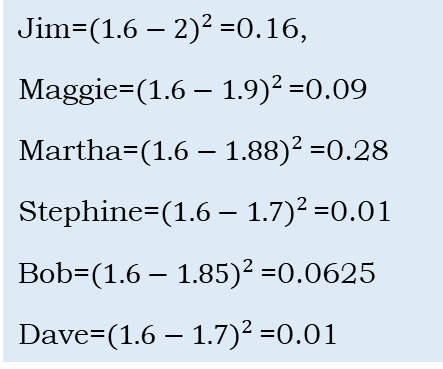 Jim=(1.6 – 2)² =0.16,
Maggie=(1.6 – 1.9)² =0.09
Martha=(1.6 – 1.88)² =0.28
Stephine=(1.6 – 1.7)² =0.01
Bob=(1.6 – 1.85)² =0.0625
Dave=(1.6 – 1.7)² =0.01